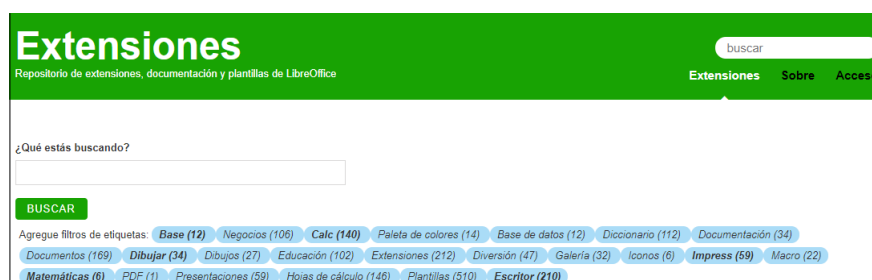 Extensiones
Repositorio de extensiones, documentación y plantillas de LibreOffice
buscar
Extensiones Sobre
¿Qué estás buscando?
BUSCAR
Agregue filtros de etiquetas: Base (12) Negocios (106) Calc (140) Paleta de colores (14) Base de datos (12) Diccionario (112) Documentación (34)
Documentos (169) Dibujar (34) Dibujos (27) Educación (102) Extensiones (212) Diversión (47) Galería (32) Iconos (6) Impress (59) Macro (22)
Matemáticas (6) PDF (1) Presentaciones (59) Hojas de cálculo (146) Plantillas (510) Escritor (210)